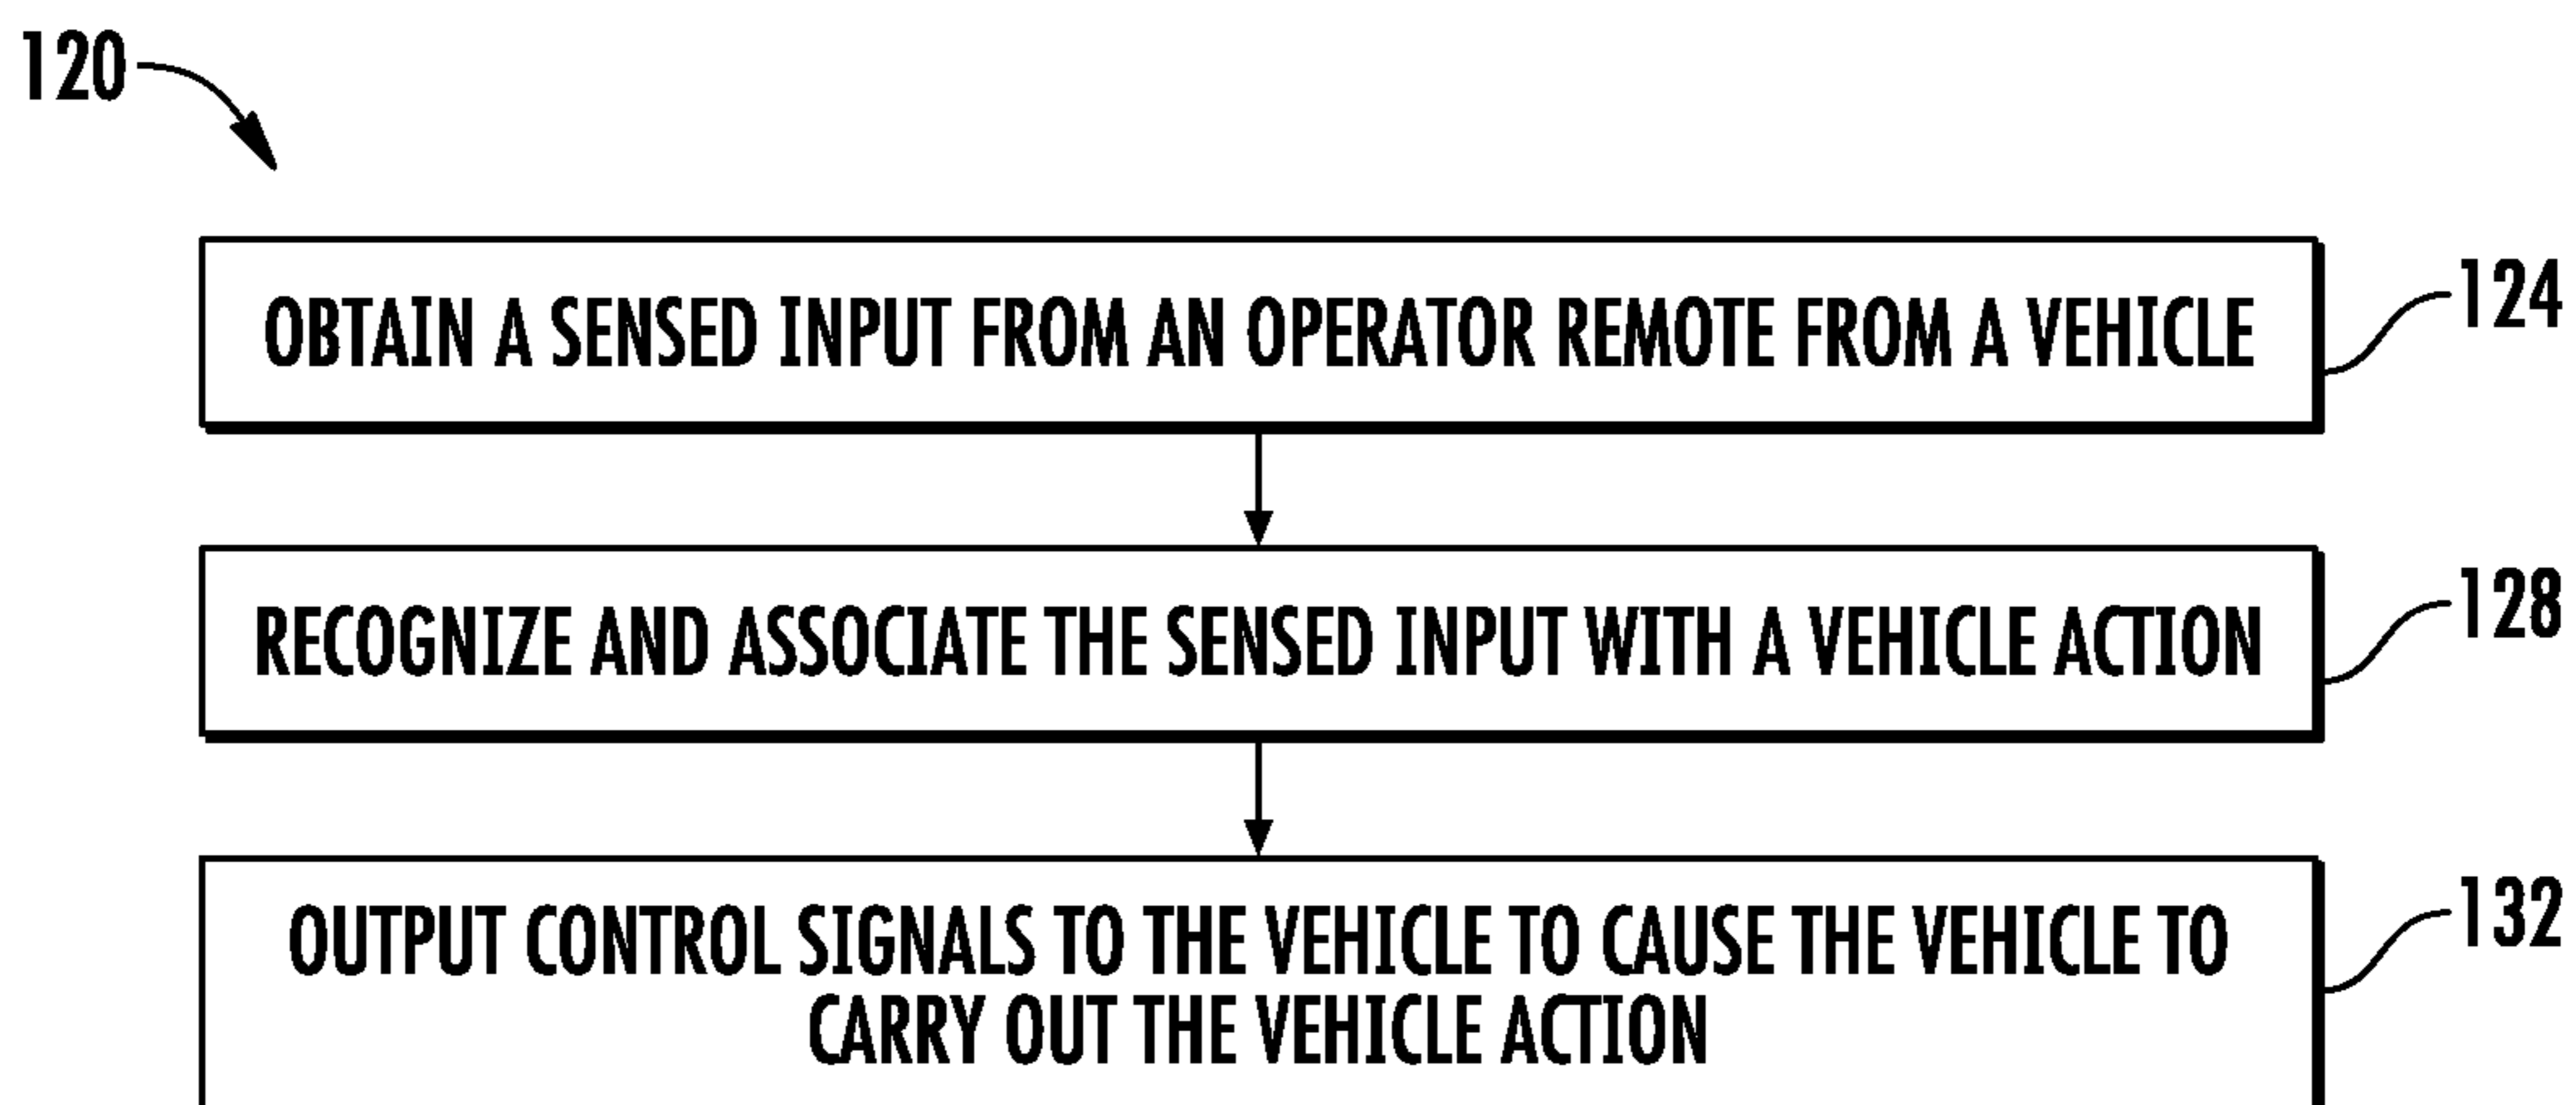 120
OBTAIN A SENSED INPUT FROM AN OPERATOR REMOTE FROM A VEHICLE
124
RECOGNIZE AND ASSOCIATE THE SENSED INPUT WITH A VEHICLE ACTION
128
OUTPUT CONTROL SIGNALS TO THE VEHICLE TO CAUSE THE VEHICLE TO
CARRY OUT THE VEHICLE ACTION
132